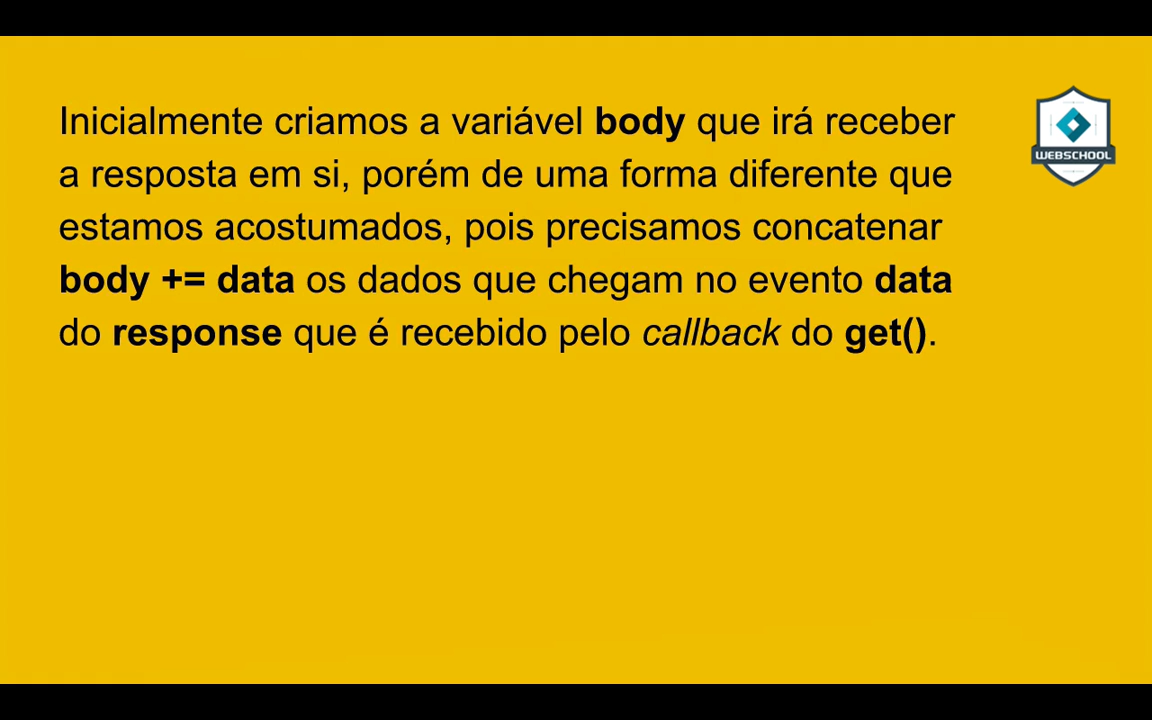 Inicialmente criamos a variável body que irá receber
a resposta em si, porém de uma forma diferente que
estamos acostumados, pois precisamos concatenar
body += data os dados que chegam no evento data
do response que é recebido pelo callback do get().
WEBSCHOOL